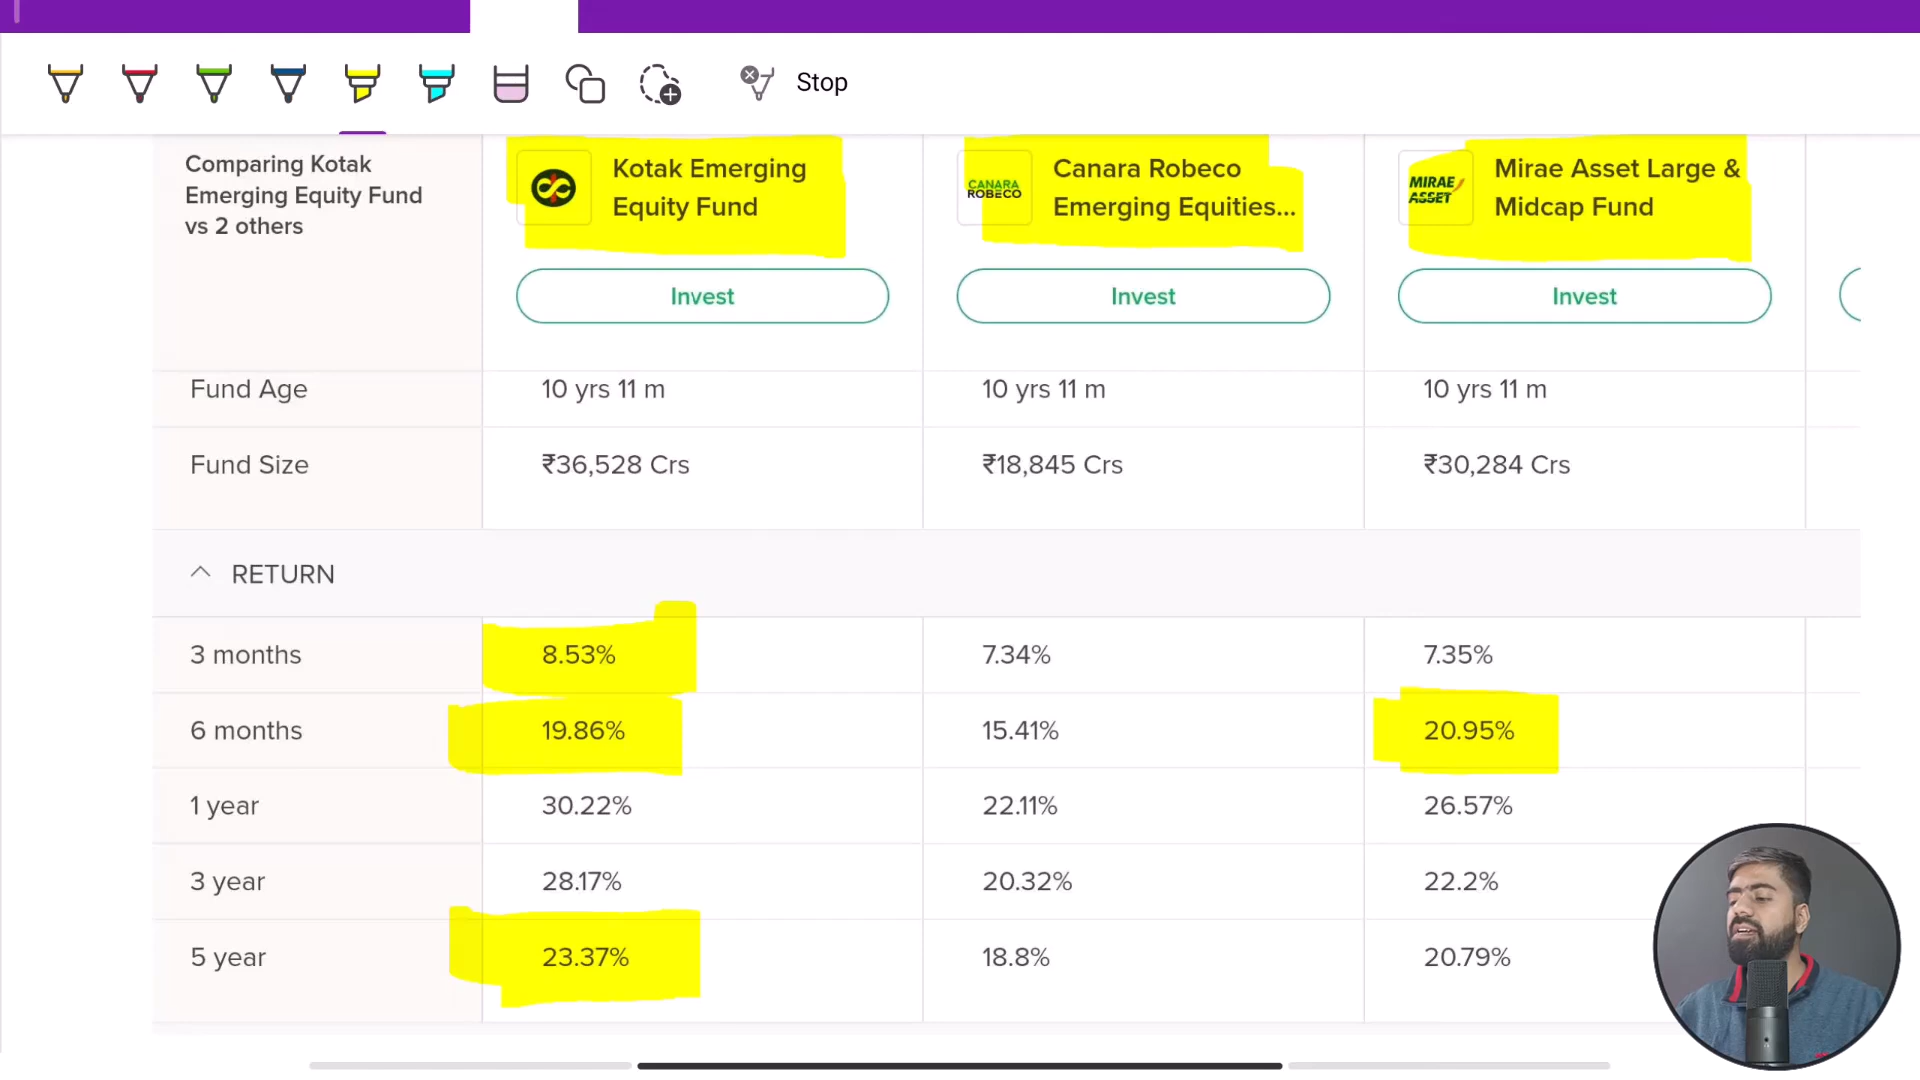 Stop
Comparing Kotak
Emerging Equity Fund
vs 2 others
Kotak Emerging
Equity Fund
CANARA
ROBECO
Canara Robeco
Emerging Equities...
MIRAE
ASSET
Mirae Asset Large &
Midcap Fund
Invest Invest Invest
Fund Age 10 yrs 11 m 10 yrs 11 m 10 yrs 11 m
Fund Size ₹36,528 Crs ₹18,845 Crs ₹30,284 Crs
RETURN
3 months 8.53% 7.34% 7.35%
6 months 19.86% 15.41% 20.95%
1 year 30.22% 22.11% 26.57%
3 year 28.17% 20.32% 22.2%
5 year 23.37% 18.8% 20.79%